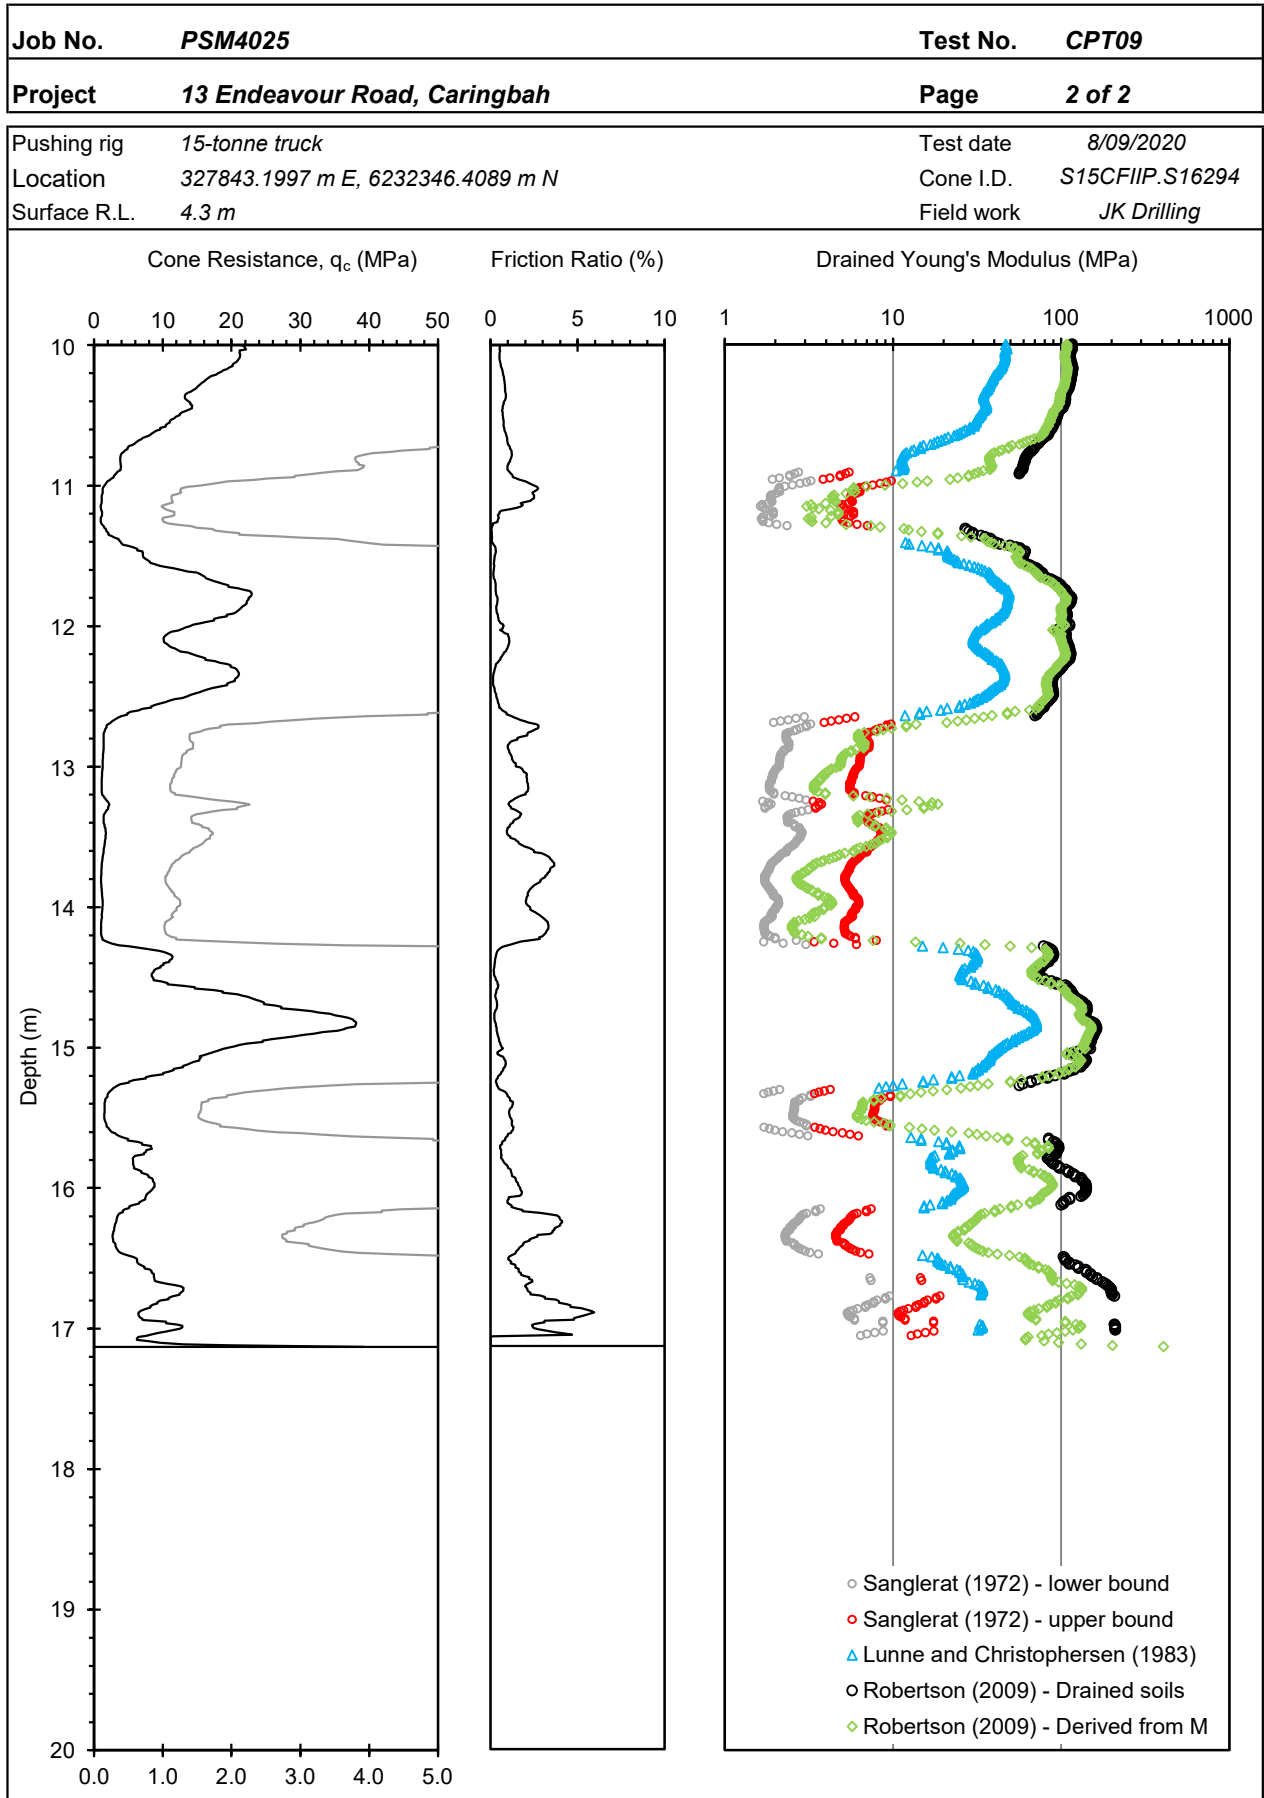 Job No. PSM4025 Test No. CPT09
Project 13 Endeavour Road, Caringbah Page 2 of 2
Pushing rig 15-tonne truck Test date 8/09/2020
Location 327843.1997 m E, 6232346.4089 m N Cone I.D. S15CFIIP.S16294
Surface R.L. 4.3 m Field work JK Drilling
Cone Resistance, qc (MPa) Friction Ratio (%) Drained Young's Modulus (MPa)
0 10 20 30 40 50 0 5 10 1 10 100 1000
10
11
12
13
14
15
16
17
18
19
20
Depth (m)
Sanglerat (1972) - lower bound
Sanglerat (1972) - upper bound
Lunne and Christophersen (1983)
Robertson (2009) - Drained soils
Robertson (2009) - Derived from M
0.0 1.0 2.0 3.0 4.0 5.0